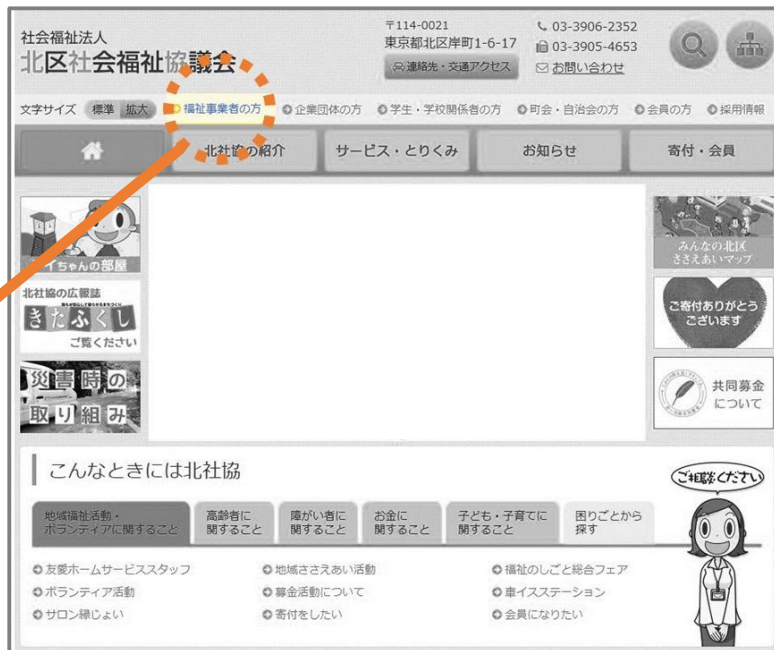 社会福祉法人
北区社会福祉協議会
〒114-0021
東京都北区岸町1-6-17
連絡先・交通アクセス
03-3906-2352
03-3905-4653
お問い合わせ
文字サイズ 標準 拡大 福祉事業者の方 企業団体の方 学生・学校関係者の方 町会・自治会の方 会員の方 採用情報
北社協の紹介 サービス・とりくみ お知らせ 寄付・会員
イちゃんの部屋
北社協の広報誌
きたふくし
ご覧ください
災害時の
取り組み
みんなの北区
ささえあいマップ
ご寄付ありがとう
ございます
共同募金
について
こんなときには北社協
ご相談ください
地域福祉活動・
ボランティアに関すること
高齢者に
関すること
障がい者に
関すること
お金に
関すること
子ども・子育てに
関すること
困りごとから
探す
友愛ホームサービススタッフ 地域ささえあい活動 福祉のしごと総合フェア
ボランティア活動 募金活動について 車イスステーション
サロン縁じょい 寄付をしたい 会員になりたい